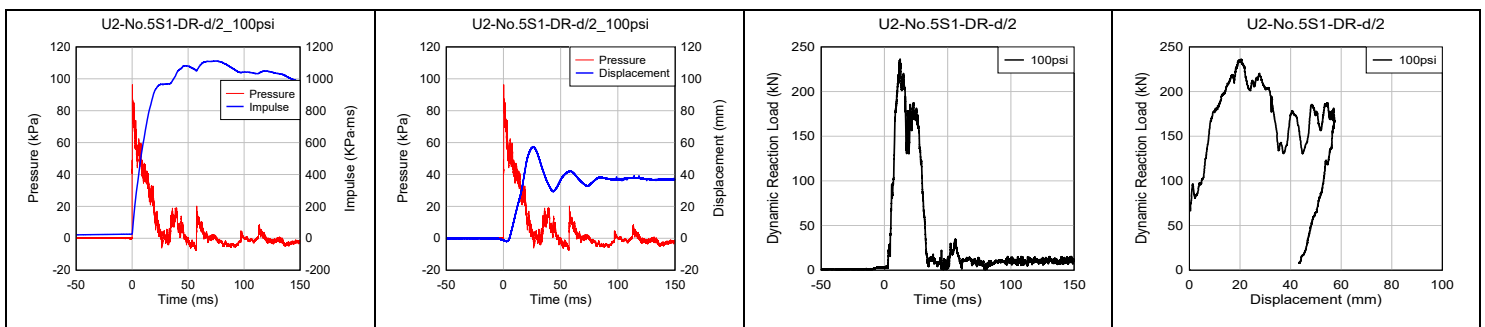 U2-No.5S1-DR-d/2_100psi
120
100
80
60
40
20
0
-20
Pressure (kPa)
Pressure
Impulse
1200
1000
800
600
400
200
0
-200
Impulse (KPa-ms)
-50 0 50 100 150
Time (ms)
U2-No.5S1-DR-d/2_100psi
120
100
80
60
40
20
0
-20
Pressure (kPa)
Pressure
Displacement
120
100
80
60
40
20
0
-20
Displacement (mm)
-50 0 50 100 150
Time (ms)
U2-No.5S1-DR-d/2
250
200
150
100
50
0
Dynamic Reaction Load (kN)
100psi
-50 0 50 100 150
Time (ms)
U2-No.5S1-DR-d/2
250
200
150
100
50
0
Dynamic Reaction Load (kN)
100psi
0 20 40 60 80 100
Displacement (mm)